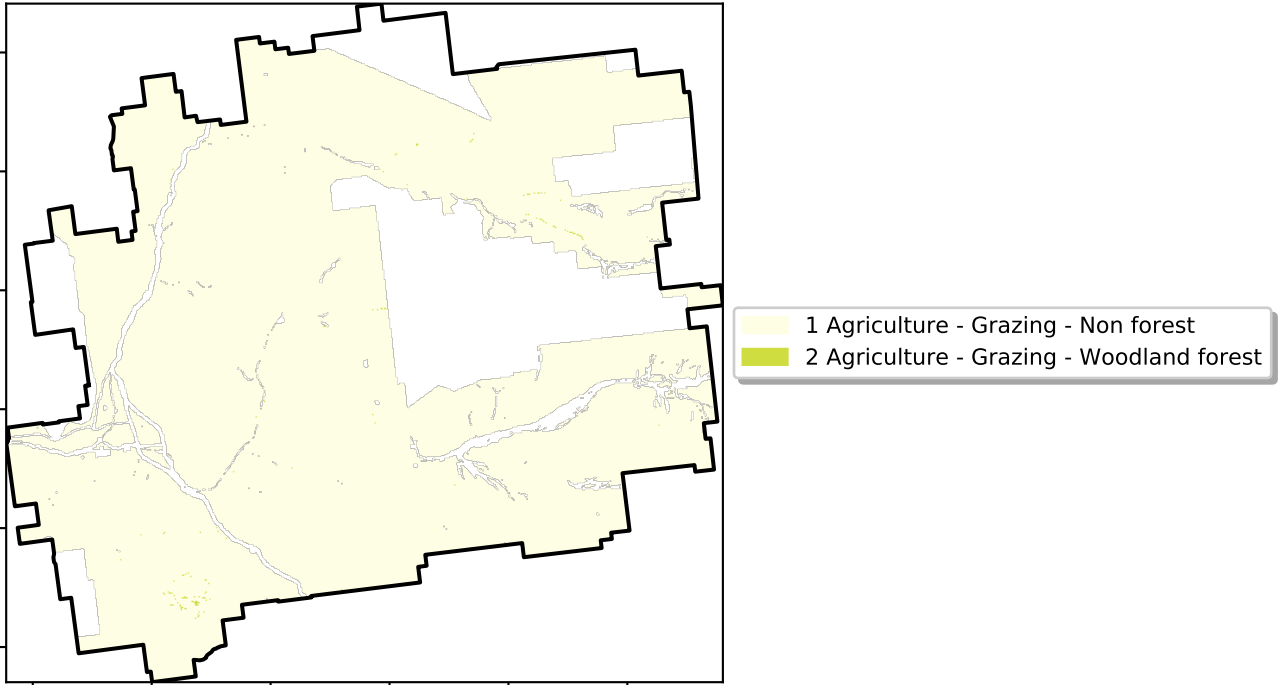 1 Agriculture - Grazing - Non forest
2 Agriculture - Grazing - Woodland forest